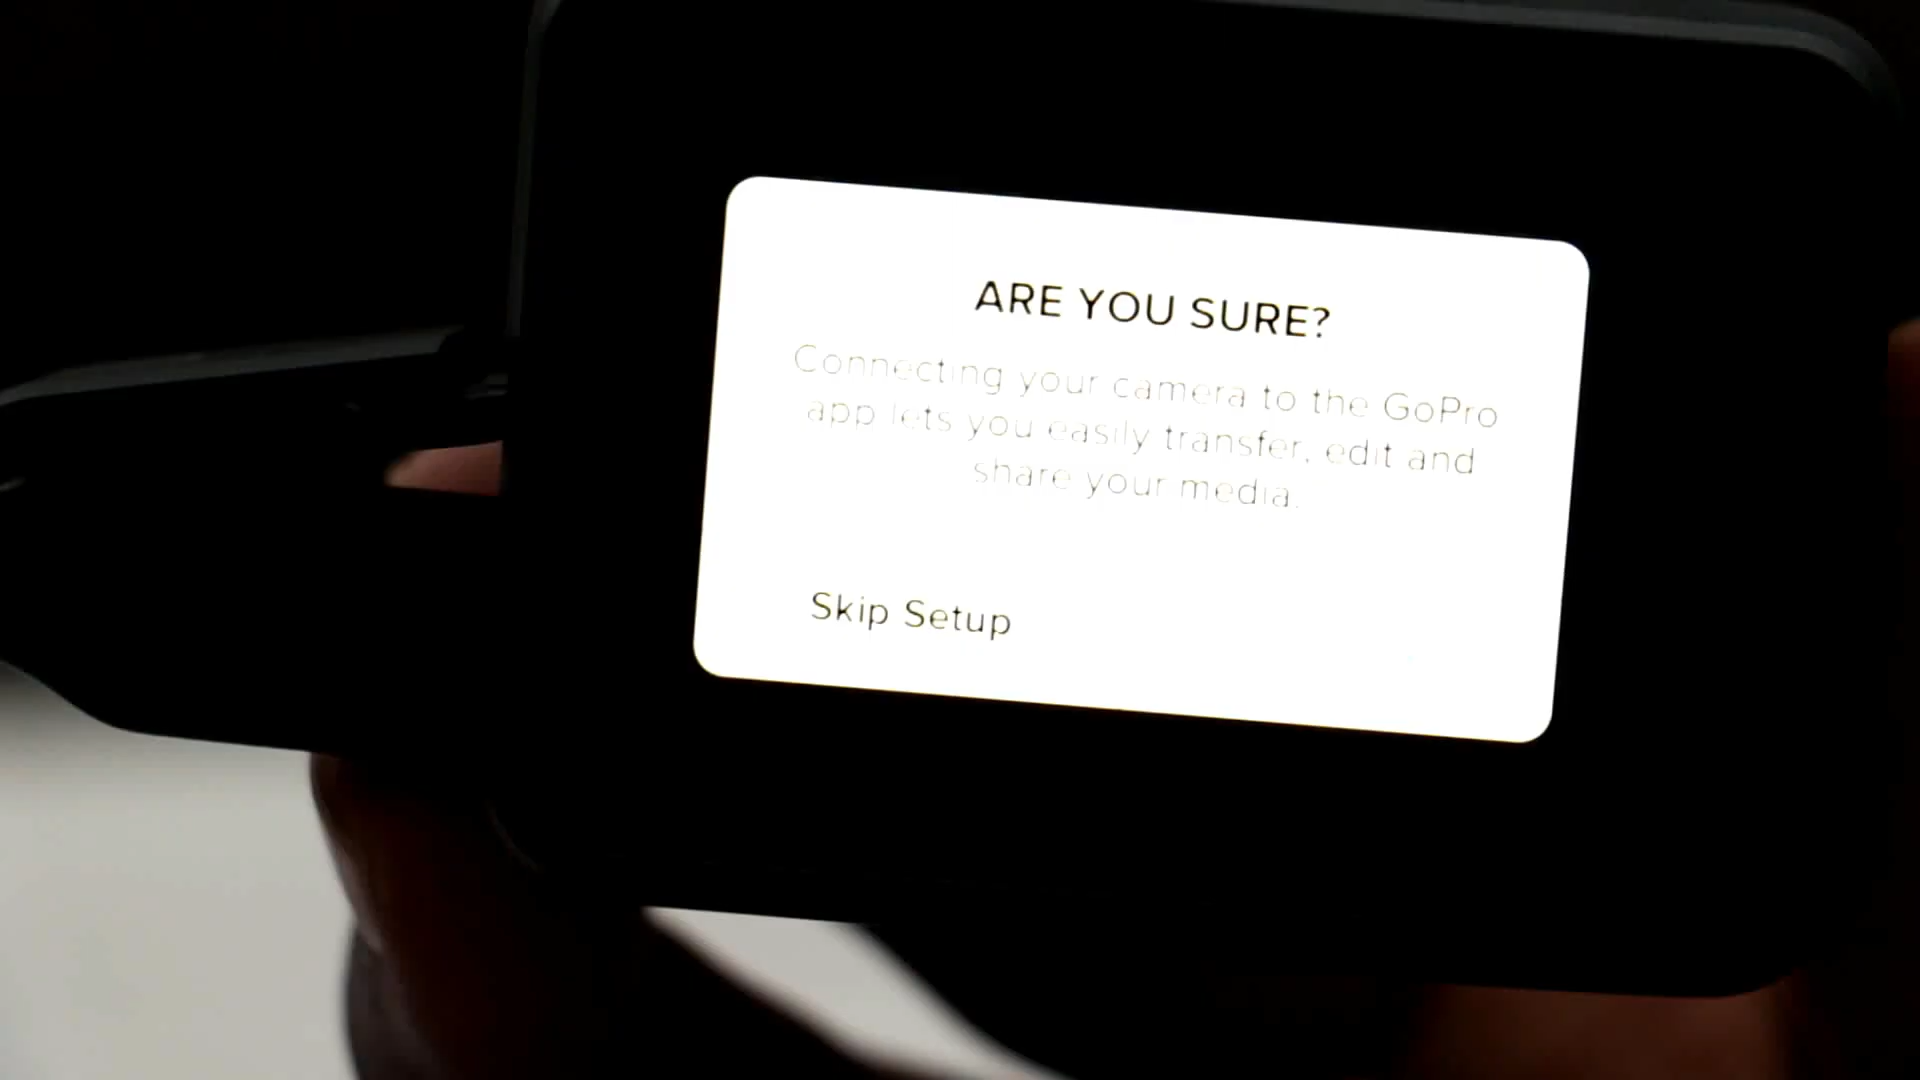 ARE YOU SURE?
Connecting your camera to the GoPro
app lets you easily transfer, edit and
share your media.
Skip Setup